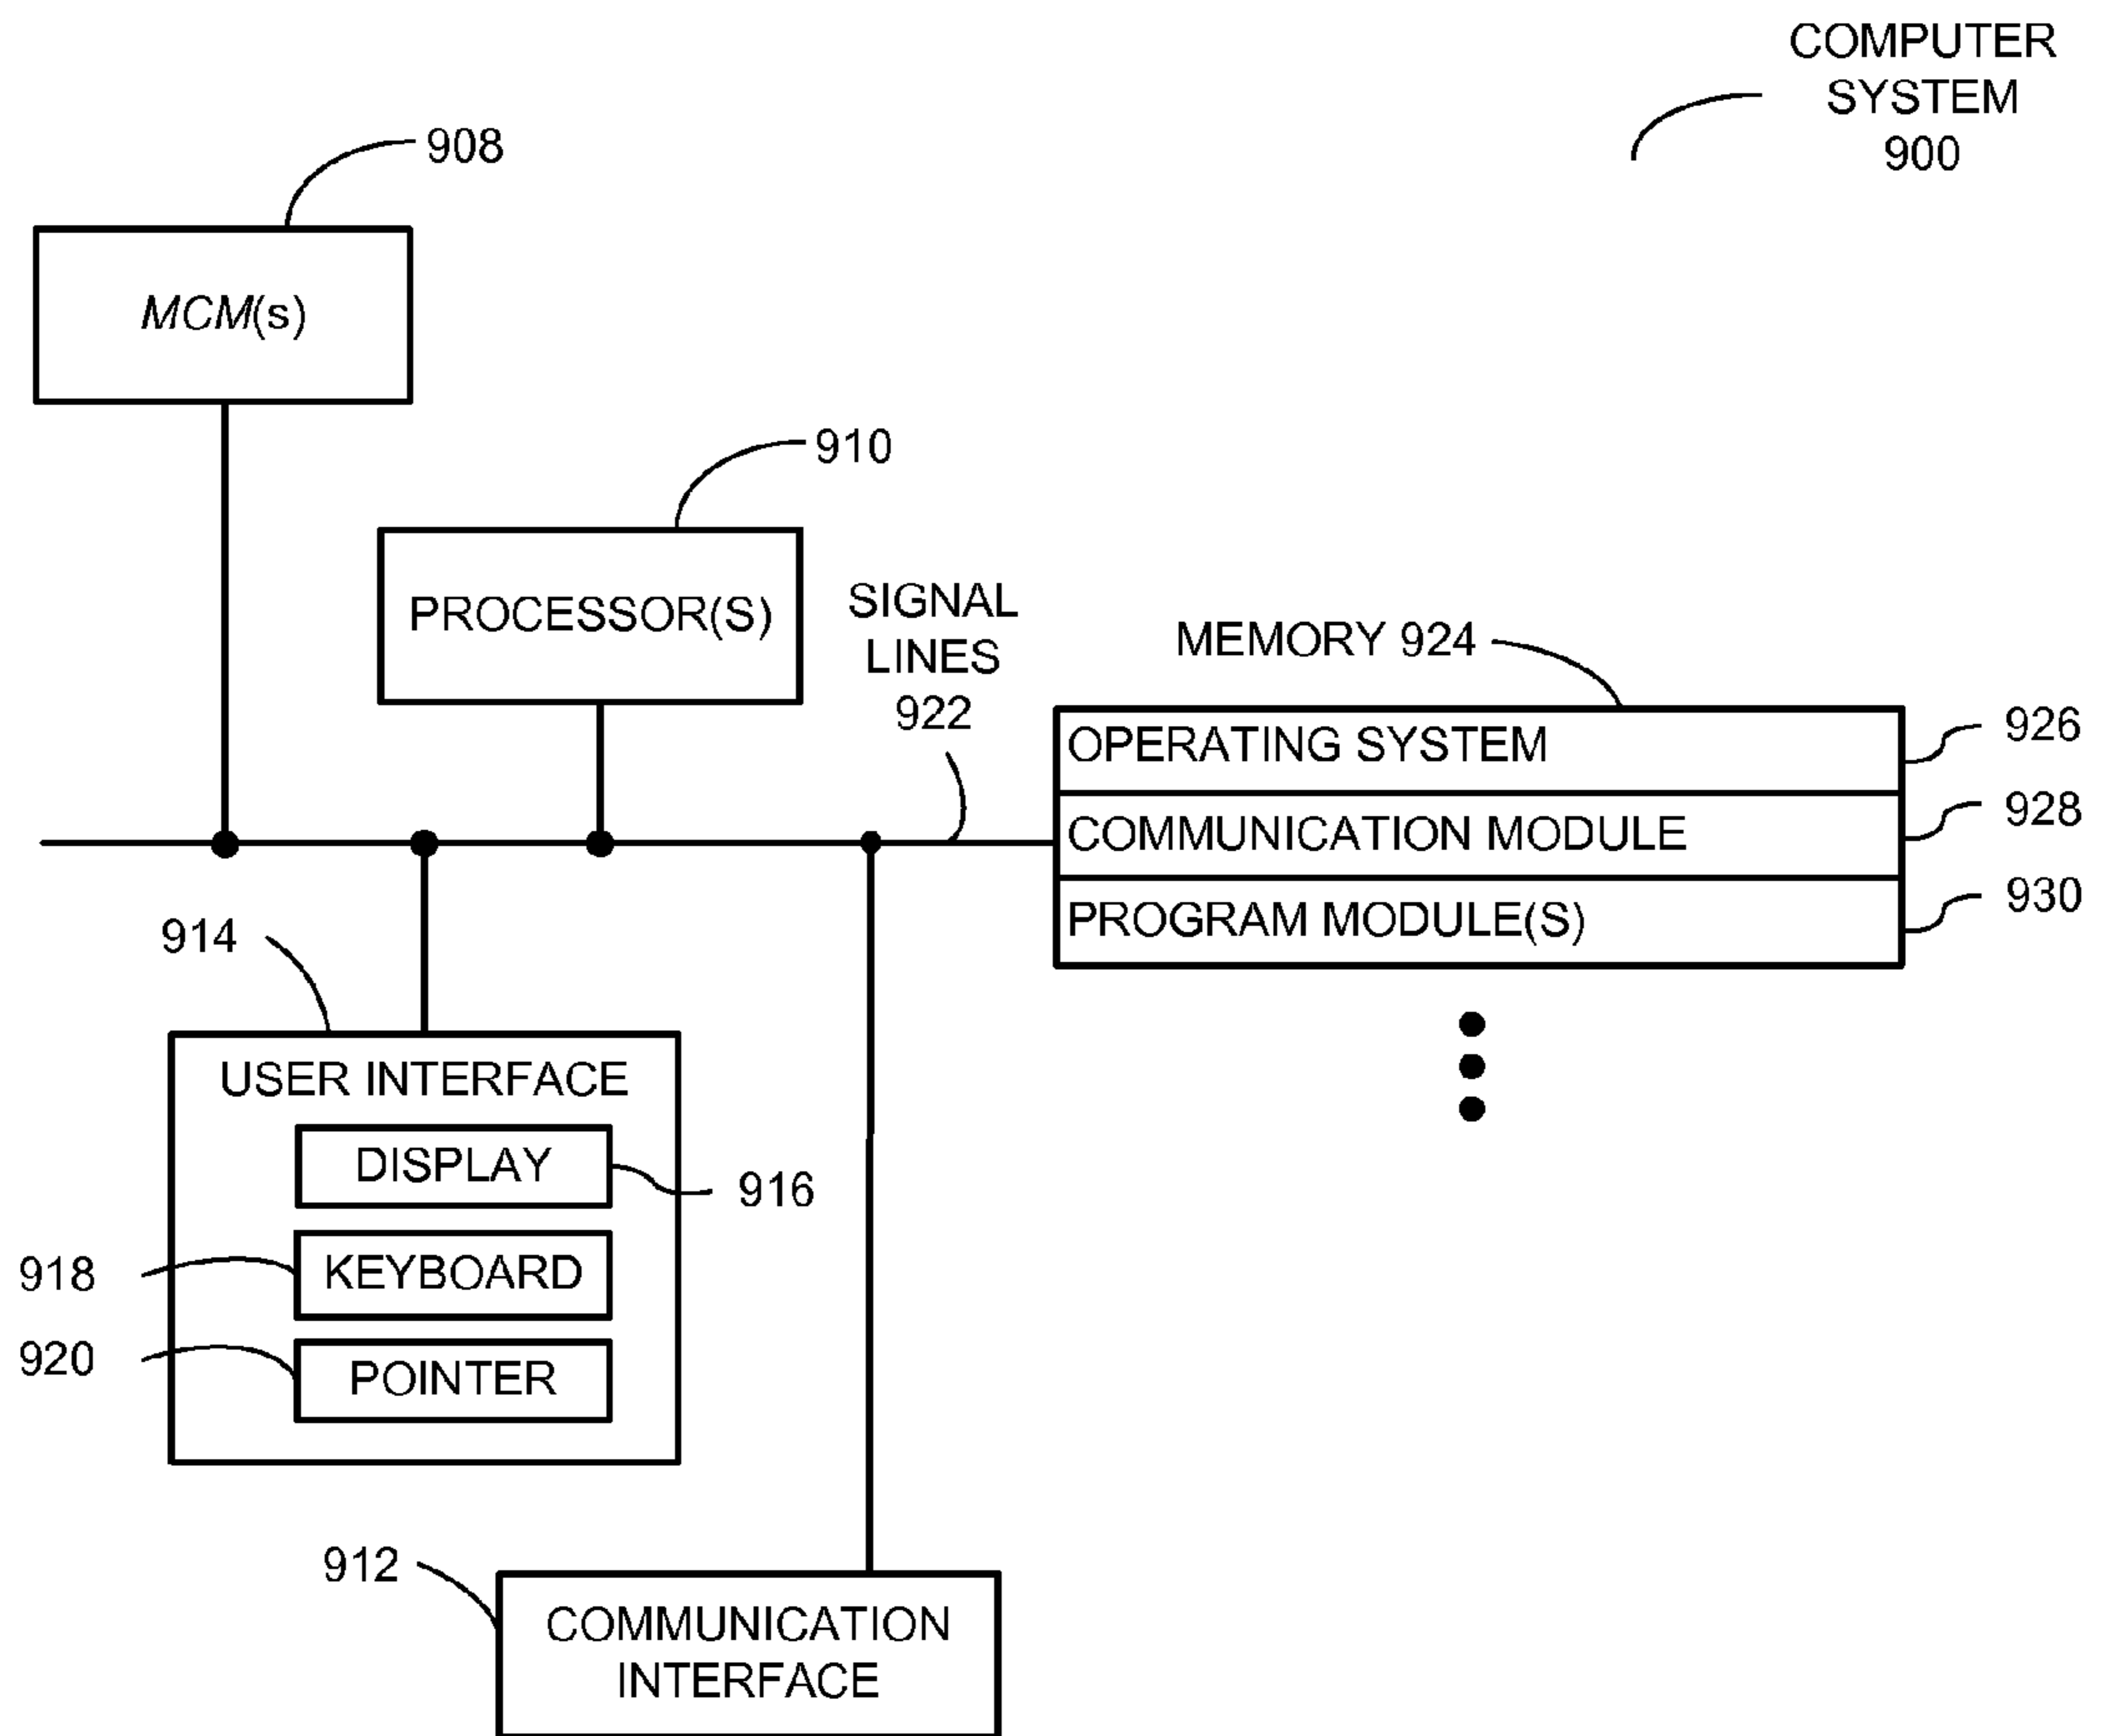 COMPUTER
SYSTEM
900
908
MCM(s)
910
PROCESSOR(S)
SIGNAL
LINES
922
MEMORY 924
OPERATING SYSTEM
926
COMMUNICATION MODULE
928
PROGRAM MODULE(S)
930
914
USER INTERFACE
DISPLAY
916
918
KEYBOARD
920
POINTER
912
COMMUNICATION
INTERFACE